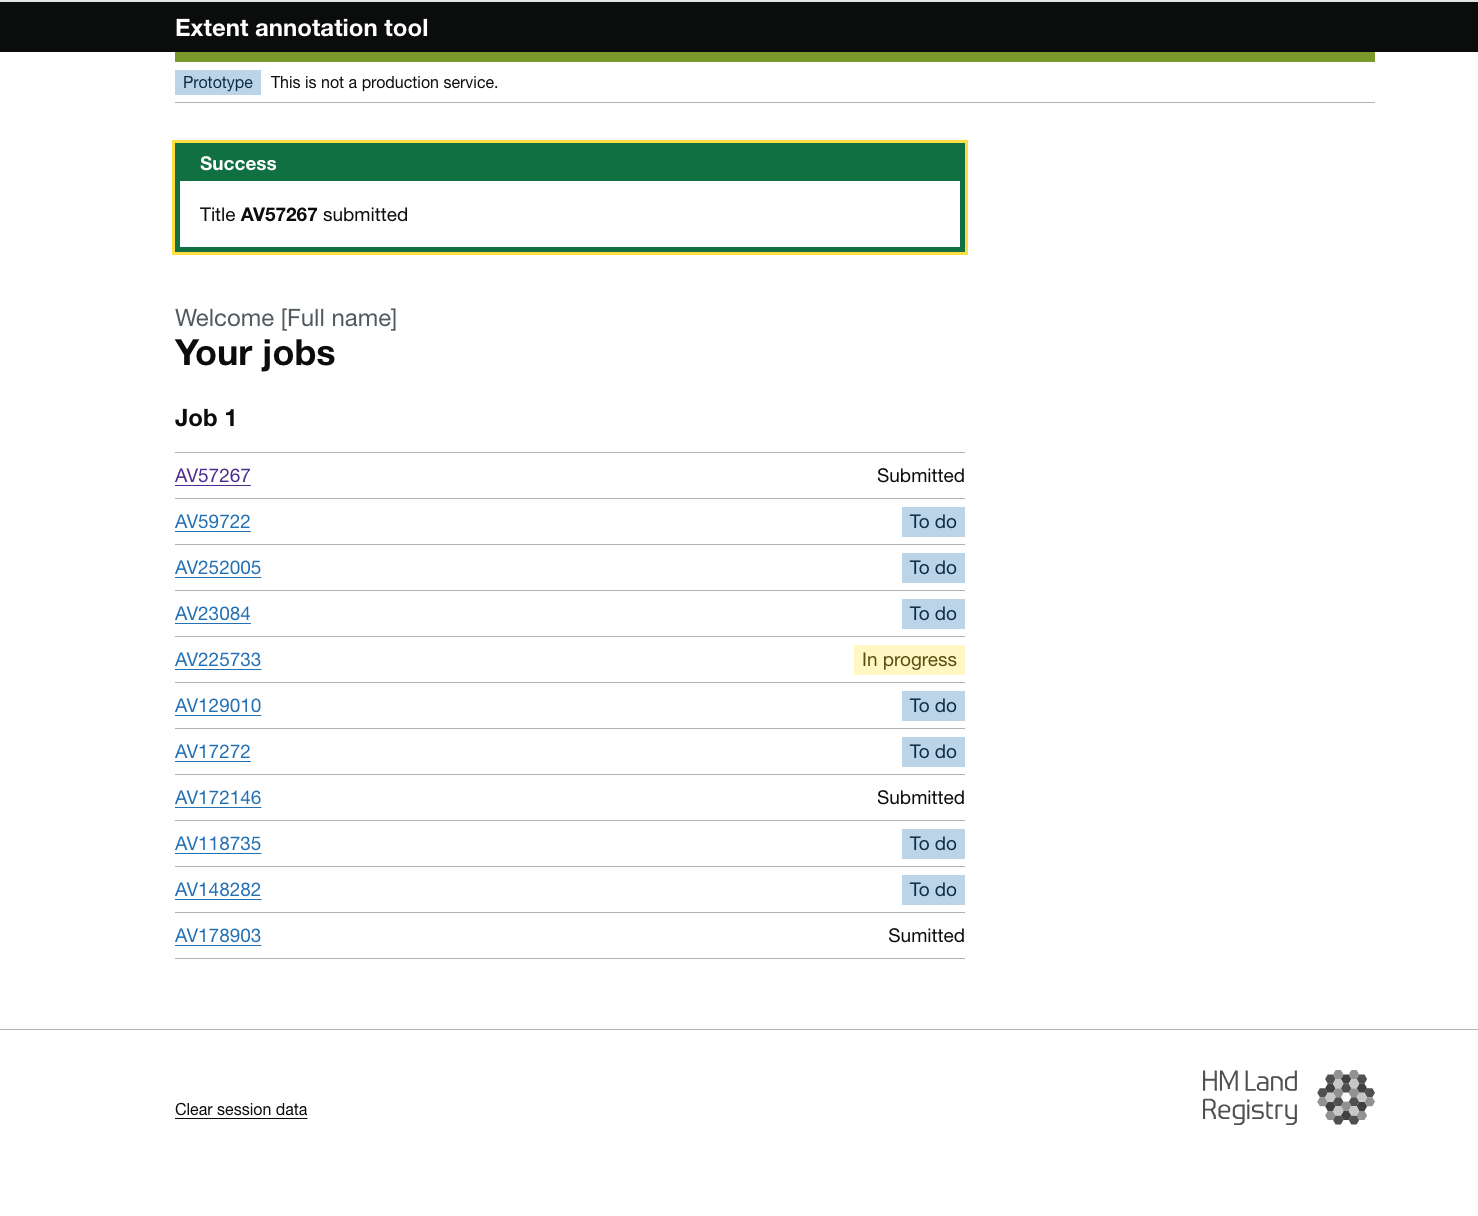 Extent annotation tool
Prototype This is not a production service.
Success
Title AV57267 submitted
Welcome [Full name]
Your jobs
Job 1
AV57267 Submitted
AV59722 To do
AV252005 To do
AV23084 To do
AV225733 In progress
AV129010 To do
AV17272 To do
AV172146 Submitted
AV118735 To do
AV148282 To do
AV178903 Sumitted
Clear session data
HM Land
Registry